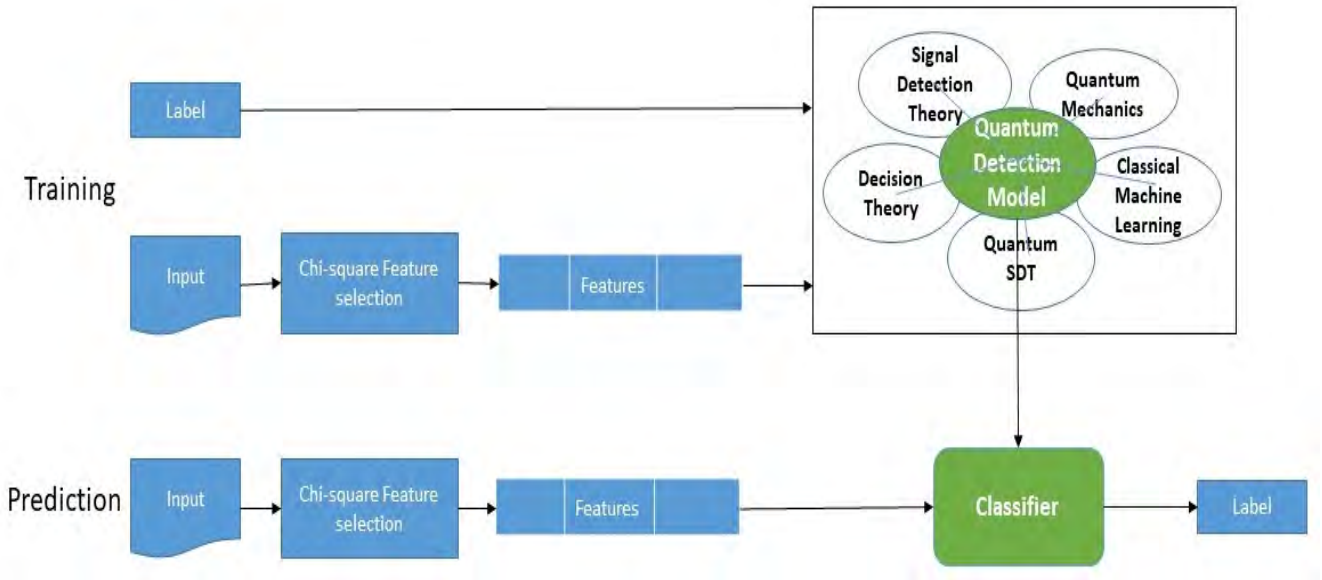 Label
Training
Input
Chi-square Feature
selection
Features
Signal
Detection
Theory
Quantum
Mechanics
Quantum
Detection
Model
Decision
Theory
Classical
Machine
Learning
Quantum
SDT
Prediction
Input
Chi-square Feature
selection
Features
Classifier
Label